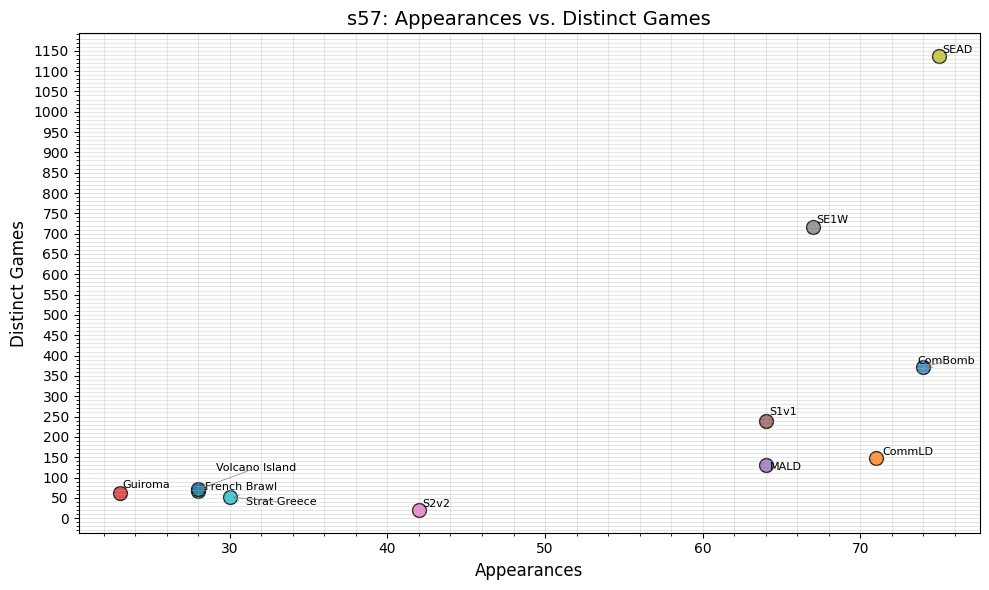 s57: Appearances vs. Distinct Games
Distinct Games
1150
1100
1050
1000
950
900
850
800
750
700
650
600
550
500
450
400
350
300
250
200
150
100
50
0
SEAD
SE1W
ComBomb
S1v1
CommLD
MALD
Volcano Island
Guiroma
French Brawl
Strat Greece
S2v2
30
40
50
60
70
Appearances